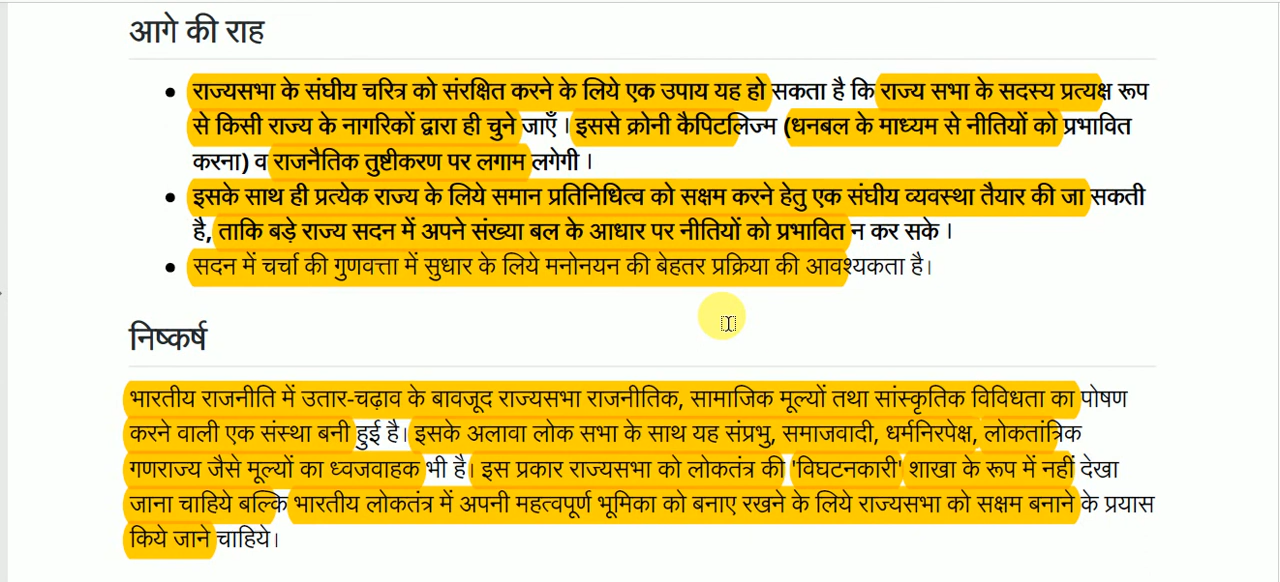 आगे की राह
राज्यसभा के संघीय चरित्र को संरक्षित करने के लिये एक उपाय यह हो सकता है कि राज्य सभा के सदस्य प्रत्यक्ष रूप
से किसी राज्य के नागरिकों द्वारा ही चुने जाएँ। इससे क्रोनी कैपिटलिज्म (धनबल के माध्यम से नीतियों को प्रभावित
करना) व राजनैतिक तुष्टीकरण पर लगाम लगेगी।
इसके साथ ही प्रत्येक राज्य के लिये समान प्रतिनिधित्व को सक्षम करने हेतु एक संघीय व्यवस्था तैयार की जा सकती
है, ताकि बड़े राज्य सदन में अपने संख्या बल के आधार पर नीतियों को प्रभावित न कर सके।
सदन में चर्चा की गुणवत्ता में सुधार के लिये मनोनयन की बेहतर प्रक्रिया की आवश्यकता है।
निष्कर्ष
भारतीय राजनीति में उतार-चढ़ाव के बावजूद राज्यसभा राजनीतिक, सामाजिक मूल्यों तथा सांस्कृतिक विविधता का पोषण
करने वाली एक संस्था बनी हुई है। इसके अलावा लोक सभा के साथ यह संप्रभु, समाजवादी, धर्मनिरपेक्ष, लोकतांत्रिक
गणराज्य जैसे मूल्यों का ध्वजवाहक भी है। इस प्रकार राज्यसभा को लोकतंत्र की 'विघटनकारी' शाखा के रूप में नहीं देखा
जाना चाहिये बल्कि भारतीय लोकतंत्र में अपनी महत्वपूर्ण भूमिका को बनाए रखने के लिये राज्यसभा को सक्षम बनाने के प्रयास
किये जाने चाहिये।